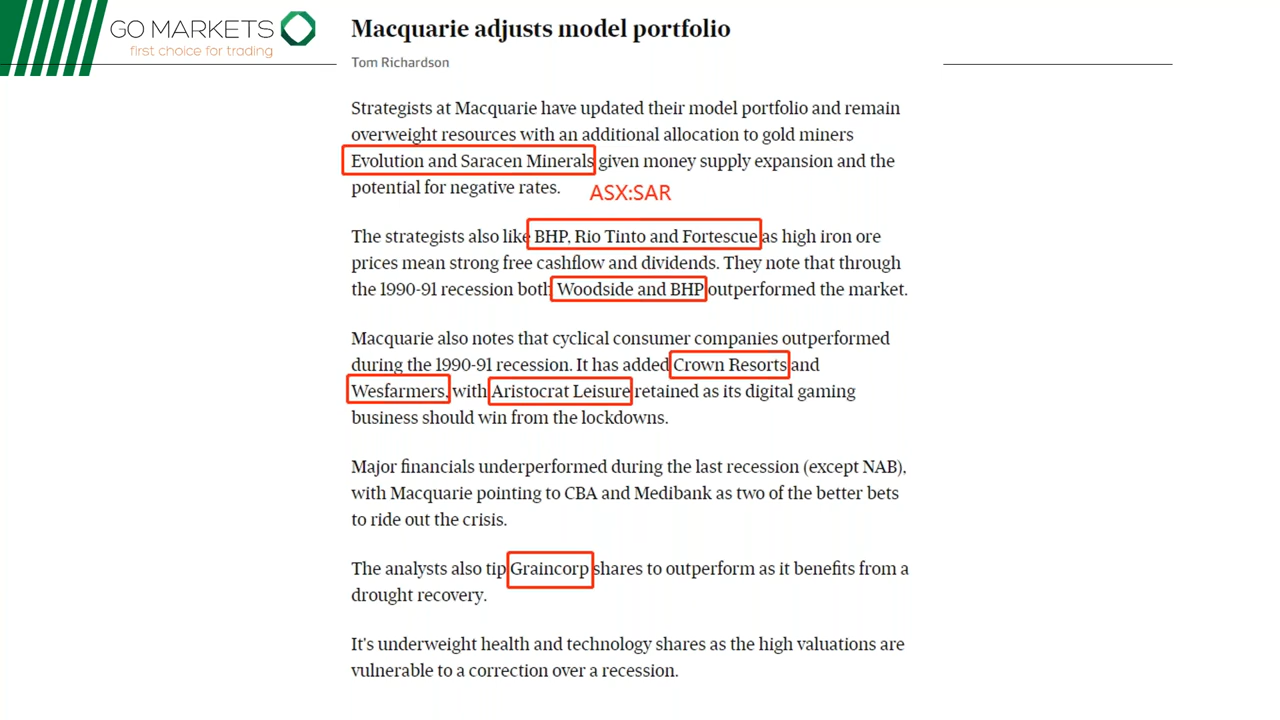 GO MARKETS
first choice for trading
Macquarie adjusts model portfolio
Tom Richardson
Strategists at Macquarie have updated their model portfolio and remain
overweight resources with an additional allocation to gold miners
Evolution and Saracen Minerals given money supply expansion and the
potential for negative rates.
ASX:SAR
The strategists also like BHP, Rio Tinto and Fortescue as high iron ore
prices mean strong free cashflow and dividends. They note that through
the 1990-91 recession both Woodside and BHP outperformed the market.
Macquarie also notes that cyclical consumer companies outperformed
during the 1990-91 recession. It has added Crown Resorts and
Wesfarmers, with Aristocrat Leisure retained as its digital gaming
business should win from the lockdowns.
Major financials underperformed during the last recession (except NAB),
with Macquarie pointing to CBA and Medibank as two of the better bets
to ride out the crisis.
The analysts also tip Graincorp shares to outperform as it benefits from a
drought recovery.
It's underweight health and technology shares as the high valuations are
vulnerable to a correction over a recession.